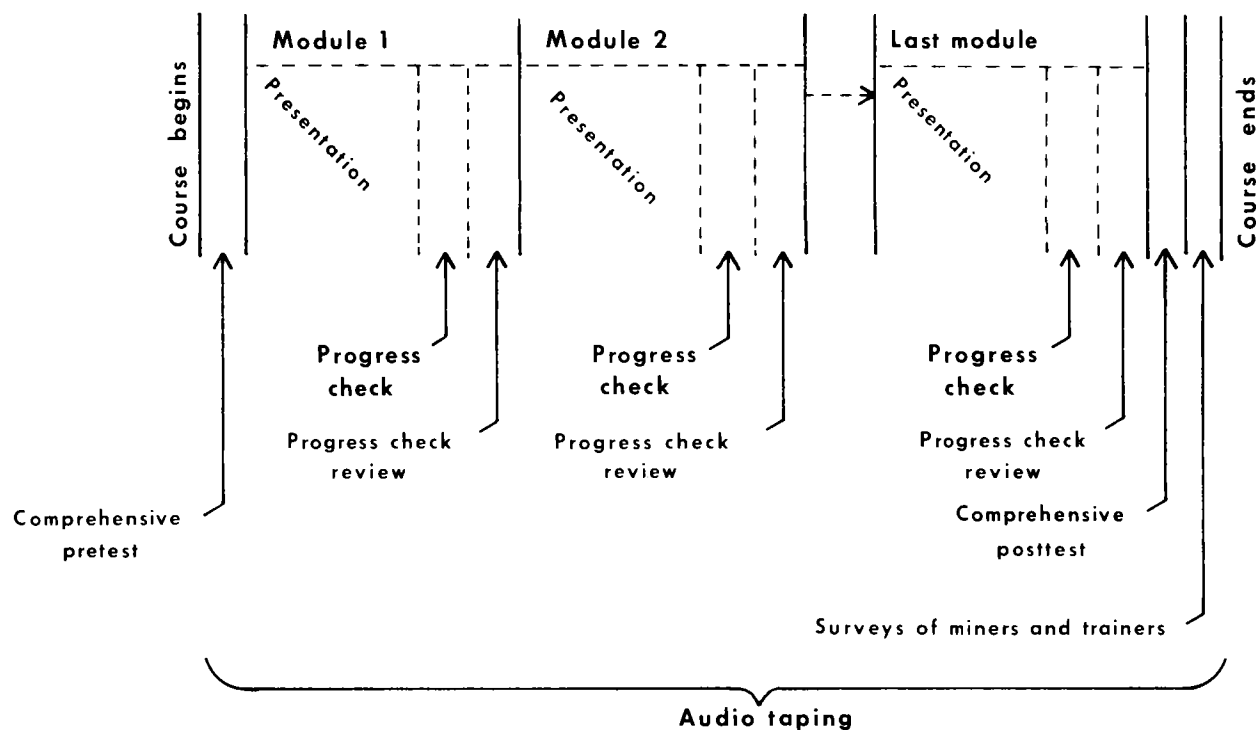 Course begins
Module 1
Module 2
Last module
Course ends
Presentation
Presentation
Presentation
Progress
check
Progress
check
Progress
check
Progress check
review
Progress check
review
Progress check
review
Comprehensive
pretest
Comprehensive
posttest
Surveys of miners and trainers
Audio taping